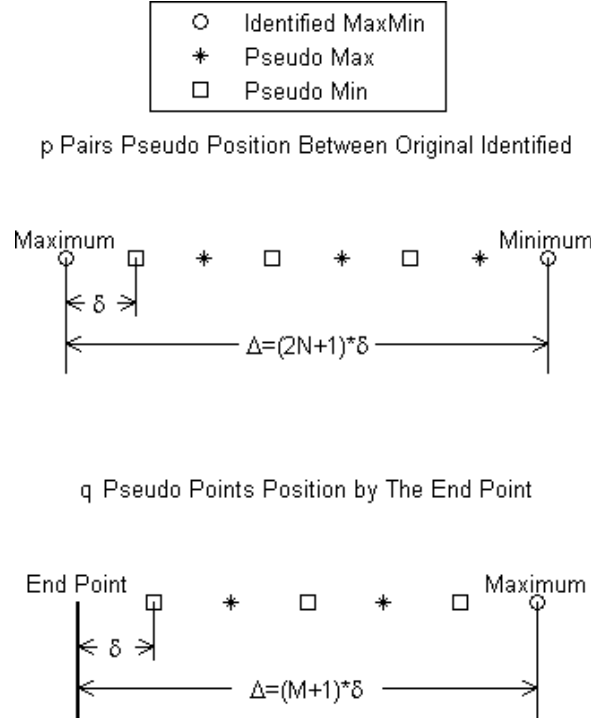 Identified MaxMin
Pseudo Max
Pseudo Min
p Pairs Pseudo Position Between Original Identified
Maximum Minimum
δ
Δ=(2N+1)*δ
q Pseudo Points Position by The End Point
End Point Maximum
δ
Δ=(M+1)*δ